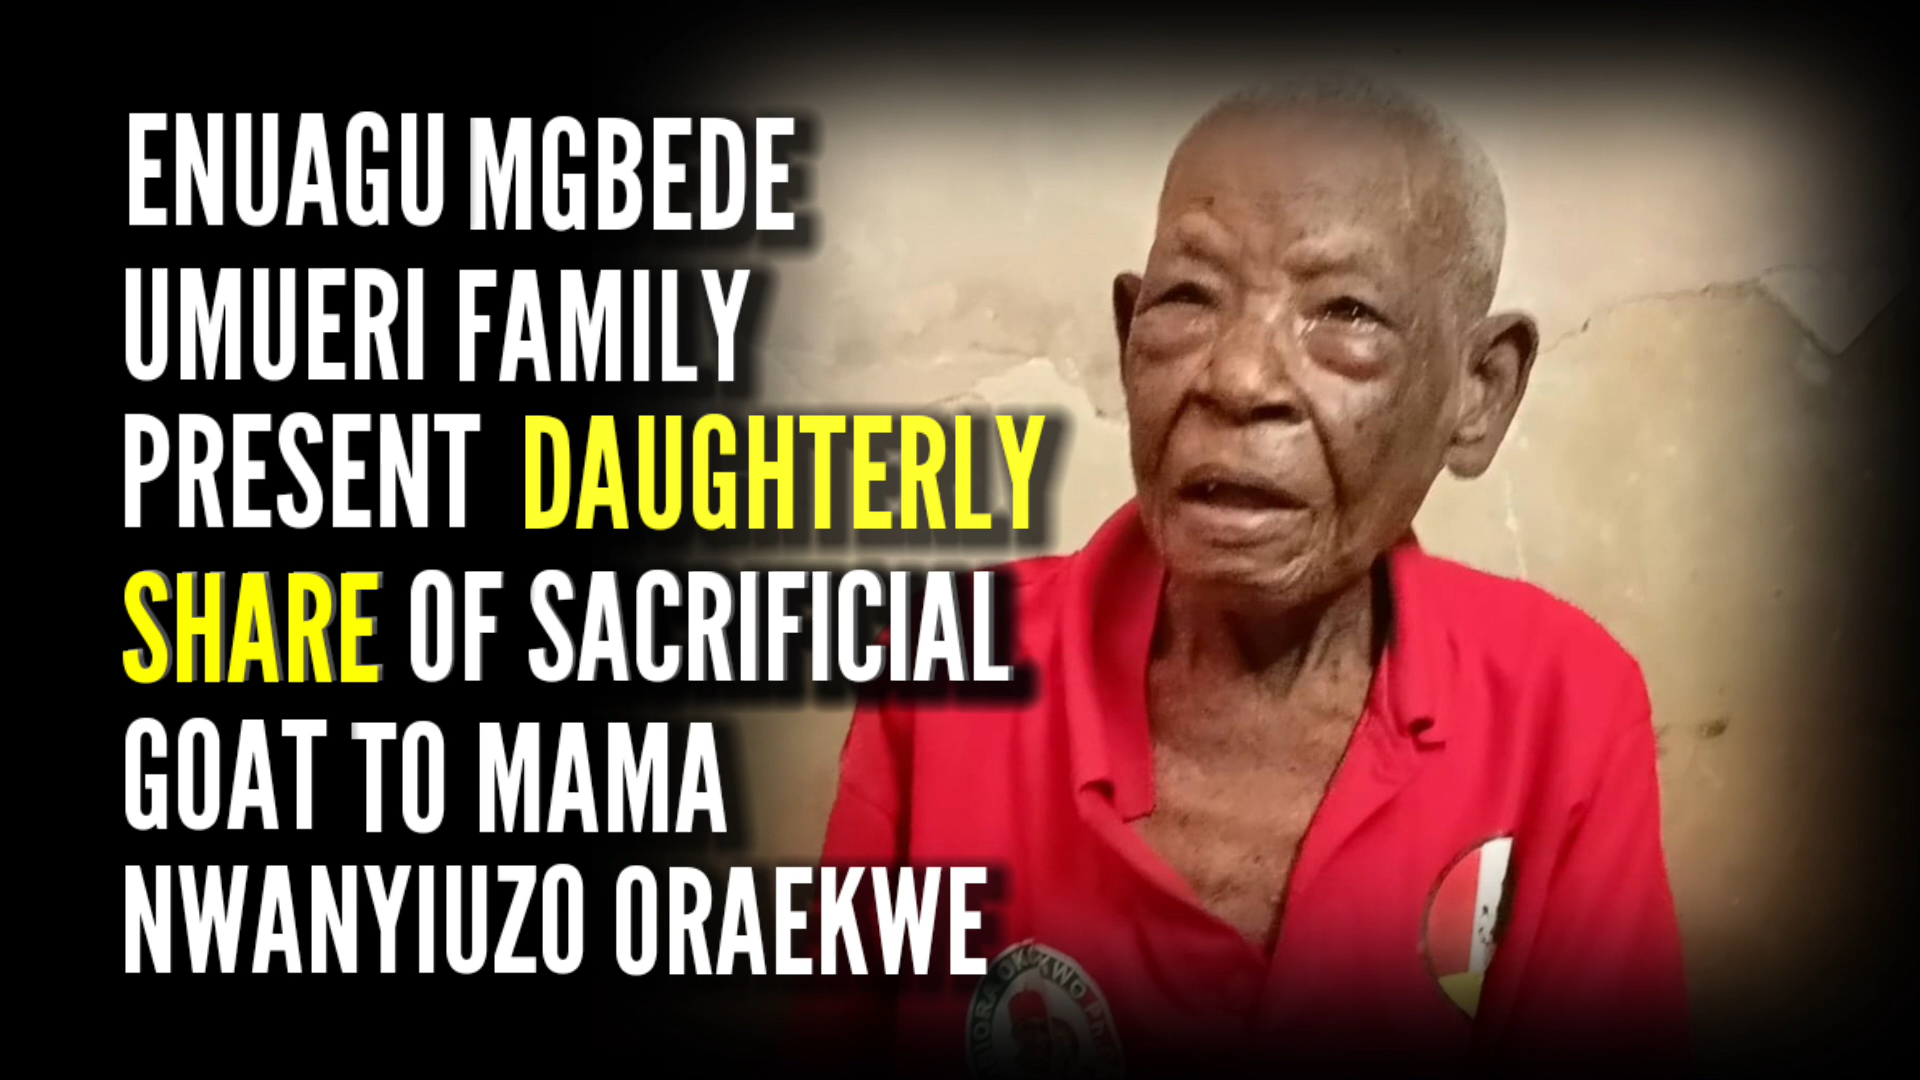 ENUAGU MGBEDE
UMUERI FAMILY
PRESENT DAUGHTERLY
SHARE OF SACRIFICIAL
GOAT TO MAMA
NWANYIUZO ORAEKWE